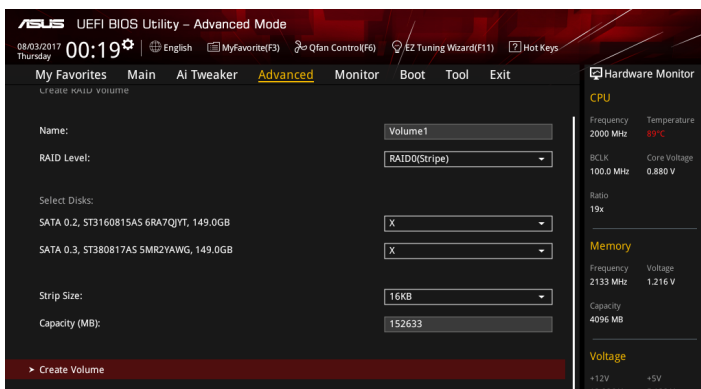 ASUS UEFI BIOS Utility – Advanced Mode
08/03/2017
Thursday
00:19
English
MyFavorite(F3)
Qfan Control(F6)
EZ Tuning Wizard(F11)
? Hot Keys
My Favorites
Main
Ai Tweaker
Advanced
Monitor
Boot
Tool
Exit
Create RAID Volume
Name:
Volume1
RAID Level:
RAID0(Stripe)
Select Disks:
SATA 0.2, ST3160815AS 6RA7QJYT, 149.0GB
X
SATA 0.3, ST380817AS 5MR2YAWG, 149.0GB
X
Strip Size:
16KB
Capacity (MB):
152633
> Create Volume
Hardware Monitor
CPU
Frequency Temperature
2000 MHz 89°C
BCLK Core Voltage
100.0 MHz 0.880 V
Ratio
19x
Memory
Frequency Voltage
2133 MHz 1.216 V
Capacity
4096 MB
Voltage
+12V +5V